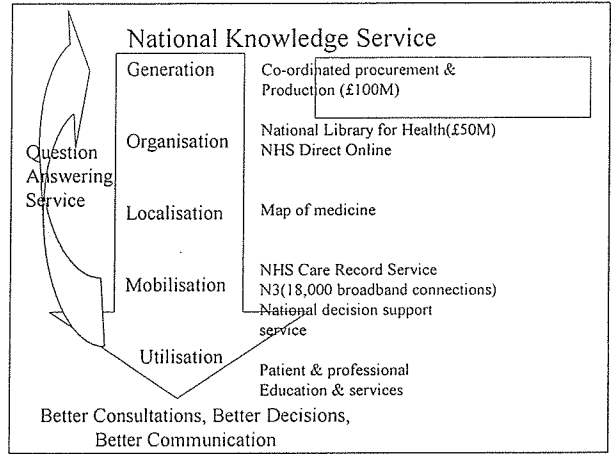 National Knowledge Service
Generation
Co-ordinated procurement &
Production (£100M)
Organisation
National Library for Health(£50M)
NHS Direct Online
Question
Answering
Service
Localisation
Map of medicine
Mobilisation
NHS Care Record Service
N3(18,000 broadband connections)
National decision support
service
Utilisation
Patient & professional
Education & services
Better Consultations, Better Decisions,
Better Communication